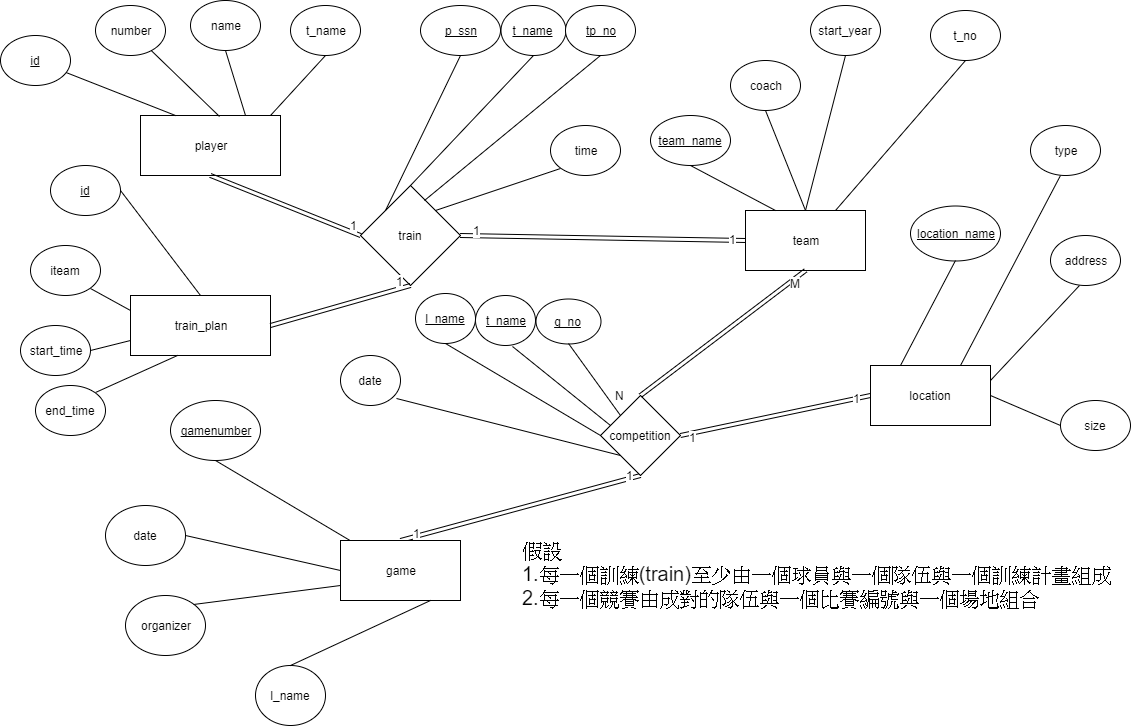 id
number
name
t_name
player
p_ssn
t_name
tp_no
time
train
1
1
1
1
id
iteam
start_time
end_time
train_plan
team_name
coach
start_year
t_no
team
M
N
location_name
type
address
size
location
1
1
l_name
t_name
g_no
date
competition
1
1
gamenumber
date
organizer
l_name
game
假設
1.每一個訓練(train)至少由一個球員與一個隊伍與一個訓練計畫組成
2.每一個競賽由成對的隊伍與一個比賽編號與一個場地組合